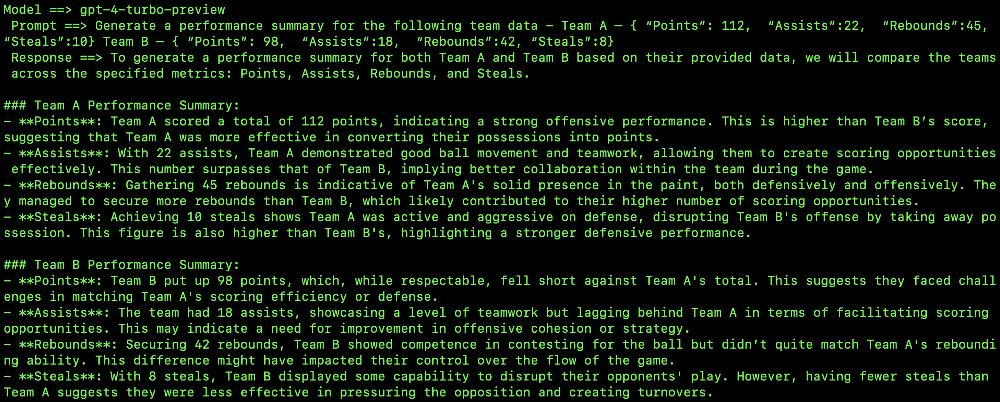 Model ==> gpt-4-turbo-preview
Prompt ==> Generate a performance summary for the following team data – Team A – { “Points”: 112,  “Assists”:22,  “Rebounds”:45,
“Steals”:10} Team B – { “Points”: 98,  “Assists”:18,  “Rebounds”:42, “Steals”:8}
Response ==> To generate a performance summary for both Team A and Team B based on their provided data, we will compare the teams
across the specified metrics: Points, Assists, Rebounds, and Steals.
### Team A Performance Summary:
– **Points**: Team A scored a total of 112 points, indicating a strong offensive performance. This is higher than Team B’s score,
suggesting that Team A was more effective in converting their possessions into points.
– **Assists**: With 22 assists, Team A demonstrated good ball movement and teamwork, allowing them to create scoring opportunities
effectively. This number surpasses that of Team B, implying better collaboration within the team during the game.
– **Rebounds**: Gathering 45 rebounds is indicative of Team A's solid presence in the paint, both defensively and offensively. The
y managed to secure more rebounds than Team B, which likely contributed to their higher number of scoring opportunities.
– **Steals**: Achieving 10 steals shows Team A was active and aggressive on defense, disrupting Team B's offense by taking away po
ssession. This figure is also higher than Team B's, highlighting a stronger defensive performance.
### Team B Performance Summary:
– **Points**: Team B put up 98 points, which, while respectable, fell short against Team A's total. This suggests they faced chall
enges in matching Team A's scoring efficiency or defense.
– **Assists**: The team had 18 assists, showcasing a level of teamwork but lagging behind Team A in terms of facilitating scoring
opportunities. This may indicate a need for improvement in offensive cohesion or strategy.
– **Rebounds**: Securing 42 rebounds, Team B showed competence in contesting for the ball but didn’t quite match Team A's reboundi
ng ability. This difference might have impacted their control over the flow of the game.
– **Steals**: With 8 steals, Team B displayed some capability to disrupt their opponents' play. However, having fewer steals than
Team A suggests they were less effective in pressuring the opposition and creating turnovers.